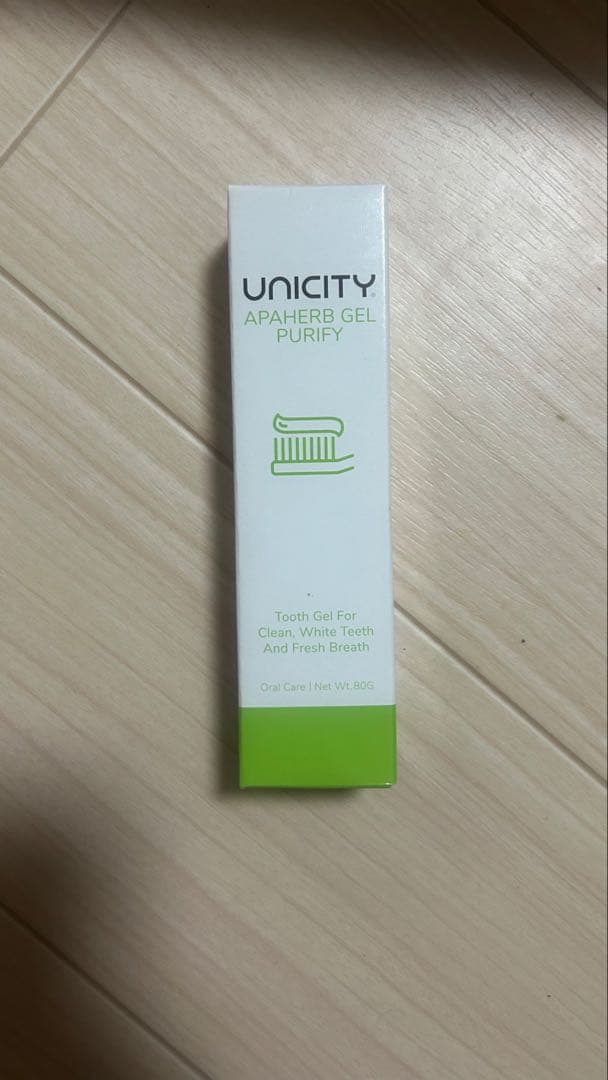 UNICITY®
APAHERB GEL
PURIFY
Tooth Gel For
Clean, White Teeth
And Fresh Breath
Oral Care | Net Wt. 80G